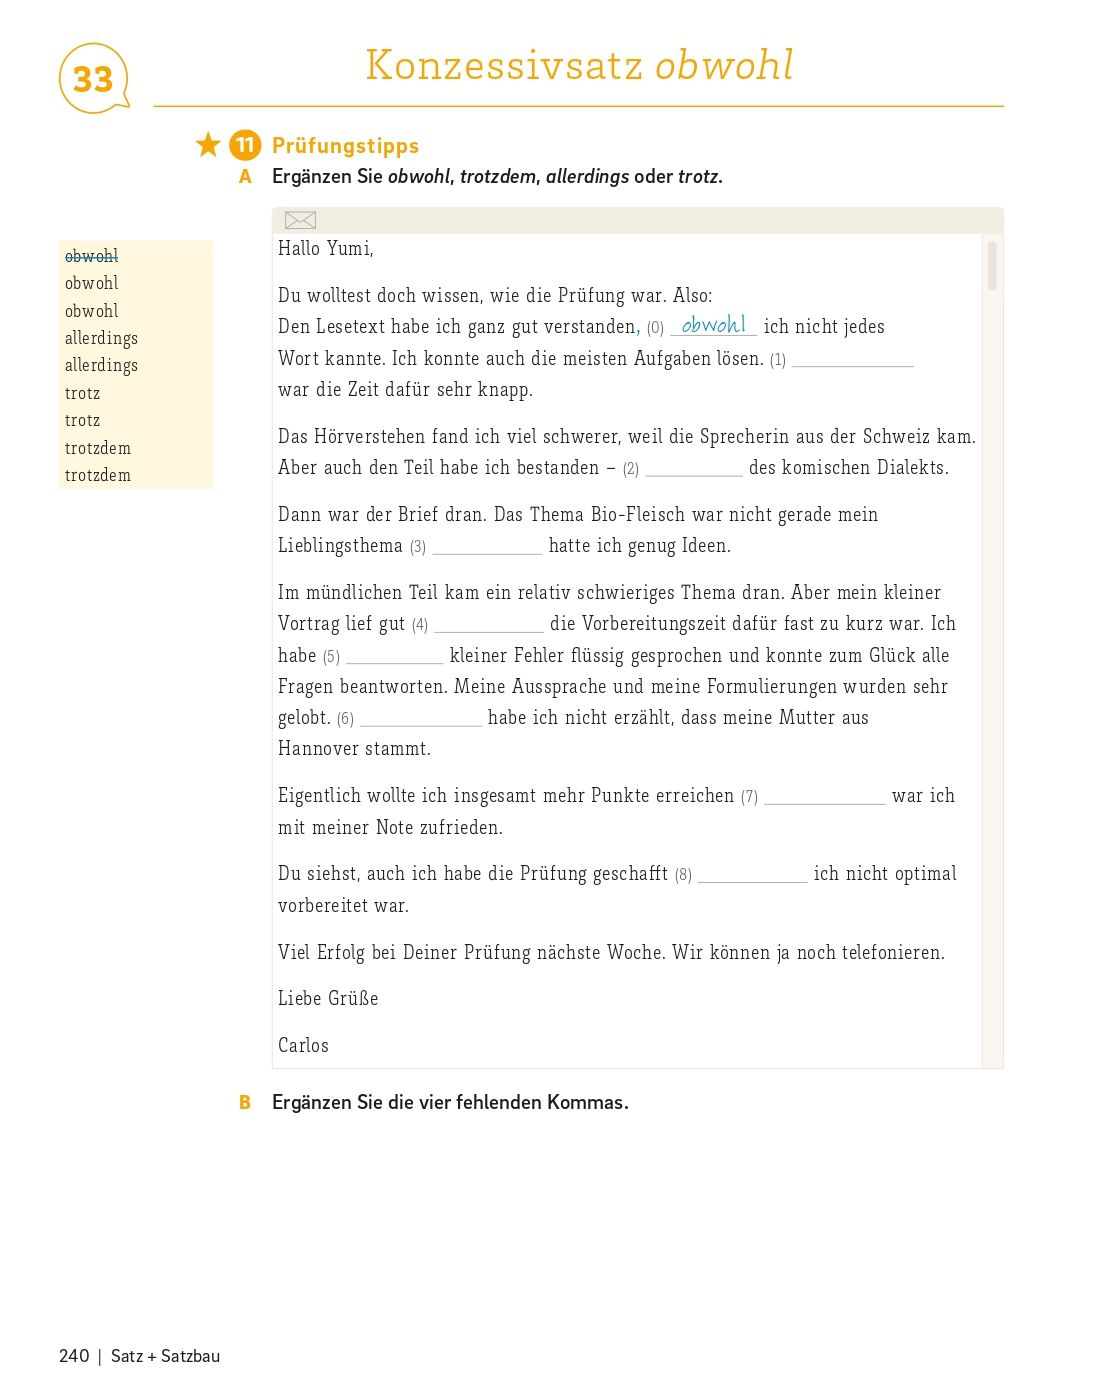 33
Konzessivsatz obwohl
★ 11 Prüfungstipps
A Ergänzen Sie obwohl, trotzdem, allerdings oder trotz.
obwohl
obwohl
obwohl
allerdings
allerdings
trotz
trotz
trotzdem
trotzdem
Hallo Yumi,
Du wolltest doch wissen, wie die Prüfung war. Also:
Den Lesetext habe ich ganz gut verstanden, (0) obwohl ich nicht jedes
Wort kannte. Ich konnte auch die meisten Aufgaben lösen. (1) ____________
war die Zeit dafür sehr knapp.
Das Hörverstehen fand ich viel schwerer, weil die Sprecherin aus der Schweiz kam.
Aber auch den Teil habe ich bestanden – (2) __________ des komischen Dialekts.
Dann war der Brief dran. Das Thema Bio-Fleisch war nicht gerade mein
Lieblingsthema (3) ___________ hatte ich genug Ideen.
Im mündlichen Teil kam ein relativ schwieriges Thema dran. Aber mein kleiner
Vortrag lief gut (4) ___________ die Vorbereitungszeit dafür fast zu kurz war. Ich
habe (5) __________ kleiner Fehler flüssig gesprochen und konnte zum Glück alle
Fragen beantworten. Meine Aussprache und meine Formulierungen wurden sehr
gelobt. (6) ____________ habe ich nicht erzählt, dass meine Mutter aus
Hannover stammt.
Eigentlich wollte ich insgesamt mehr Punkte erreichen (7) ____________ war ich
mit meiner Note zufrieden.
Du siehst, auch ich habe die Prüfung geschafft (8) ___________ ich nicht optimal
vorbereitet war.
Viel Erfolg bei Deiner Prüfung nächste Woche. Wir können ja noch telefonieren.
Liebe Grüße
Carlos
B Ergänzen Sie die vier fehlenden Kommas.
240 | Satz + Satzbau